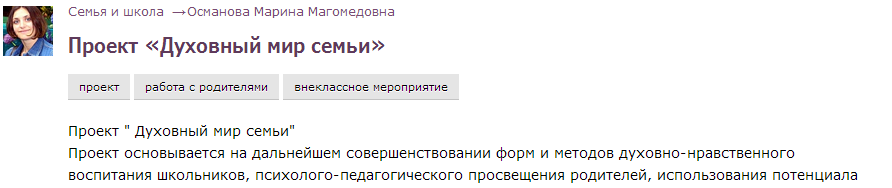 Семья и школа →Османова Марина Магомедовна
Проект «Духовный мир семьи»
проект работа с родителями внеклассное мероприятие
Проект " Духовный мир семьи"
Проект основывается на дальнейшем совершенствовании форм и методов духовно-нравственного
воспитания школьников, психолого-педагогического просвещения родителей, использования потенциала